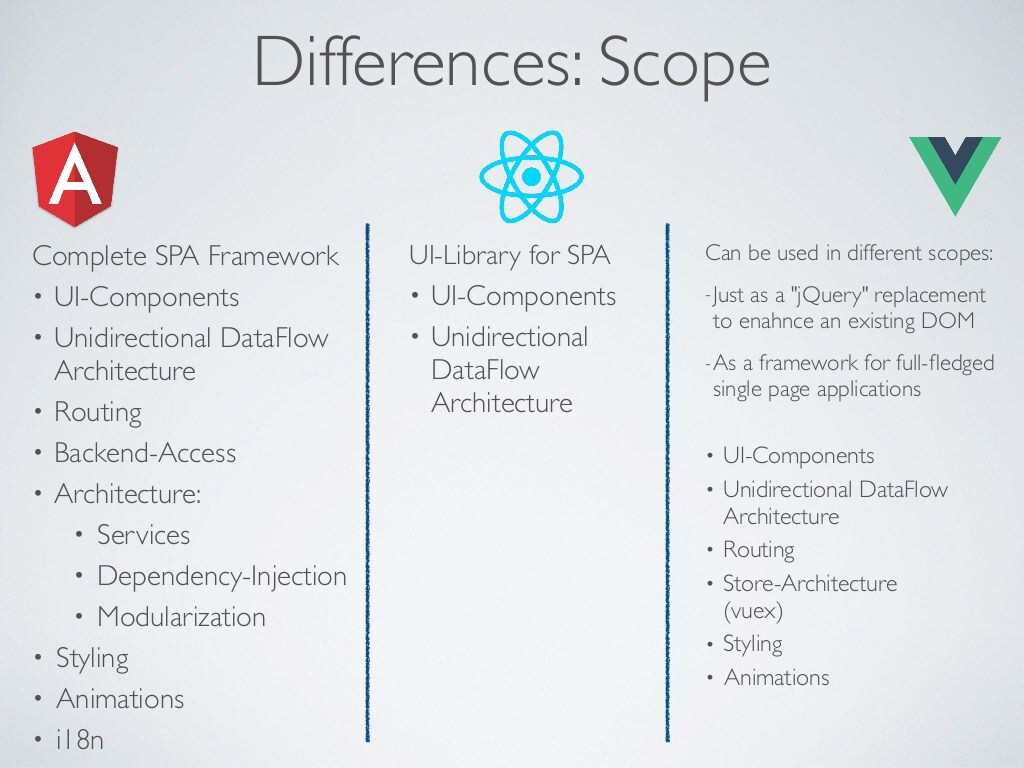 Differences: Scope
A
Complete SPA Framework
• UI-Components
• Unidirectional DataFlow
Architecture
• Routing
• Backend-Access
• Architecture:
• Services
• Dependency-Injection
• Modularization
• Styling
• Animations
• i18n
UI-Library for SPA
• UI-Components
• Unidirectional
DataFlow
Architecture
Can be used in different scopes:
-Just as a "jQuery" replacement
to enahnce an existing DOM
-As a framework for full-fledged
single page applications
• UI-Components
• Unidirectional DataFlow
Architecture
• Routing
• Store-Architecture
(vuex)
• Styling
• Animations